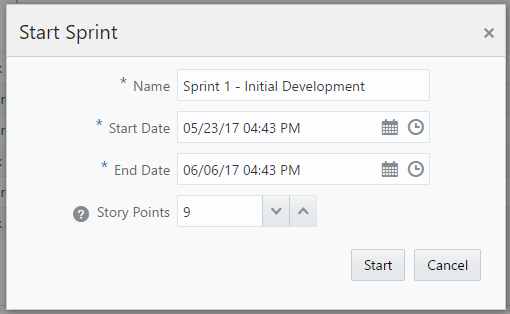 Start Sprint ×
* Name Sprint 1 - Initial Development
* Start Date 05/23/17 04:43 PM
* End Date 06/06/17 04:43 PM
? Story Points 9
Start Cancel